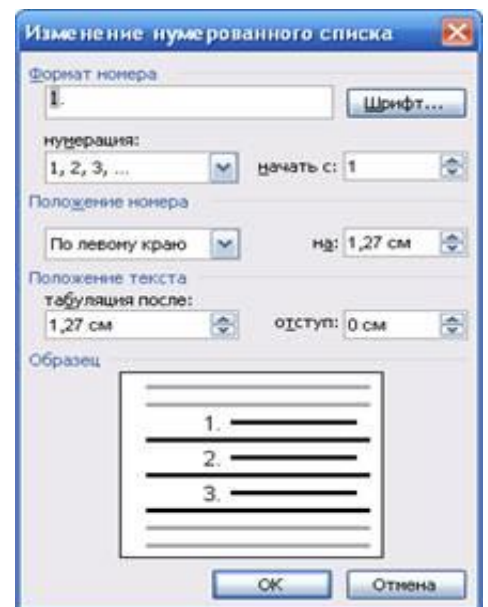 Изменение нумерованного списка
Формат номера
1.
Шрифт...
нумерация:
1, 2, 3, ...
начать с: 1
Положение номера
По левому краю
на: 1,27 см
Положение текста
табуляция после:
1,27 см
отступ: 0 см
Образец
1.
2.
3.
ОК
Отмена